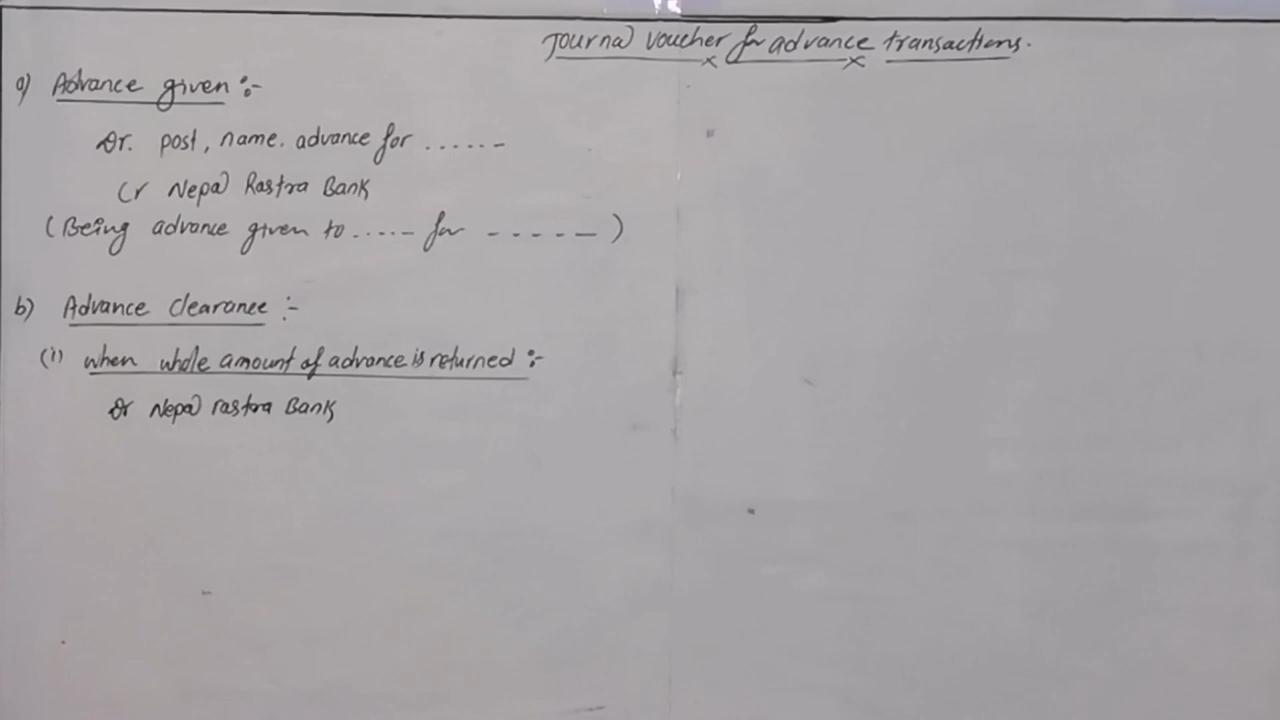 Journal voucher for advance transactions.
a) Advance given :-
Dr. post, name. advance for ......
Cr Nepal Rastra Bank
(Being advance given to ..... for -----)
b) Advance clearance :-
(i) when whole amount of advance is returned :-
Dr Nepal rastra Bank